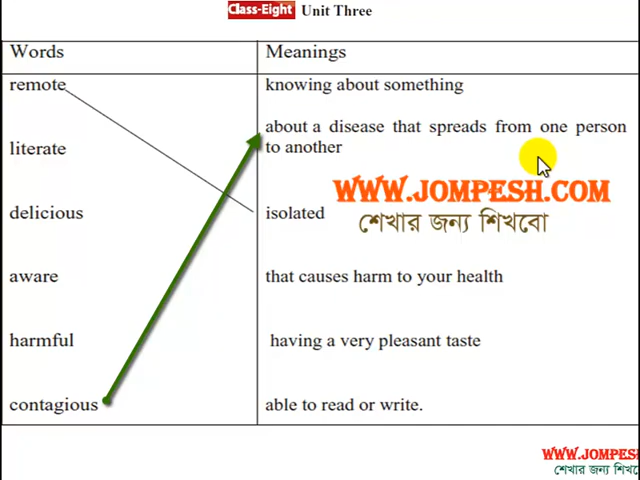 Class-Eight Unit Three
Words Meanings
remote knowing about something
about a disease that spreads from one person
literate to another
WWW.JOMPESH.COM
delicious isolated
শেখার জন্য শিখবো
aware that causes harm to your health
harmful having a very pleasant taste
contagious able to read or write.
WWW.JOMPES
শেখার জন্য শিখ